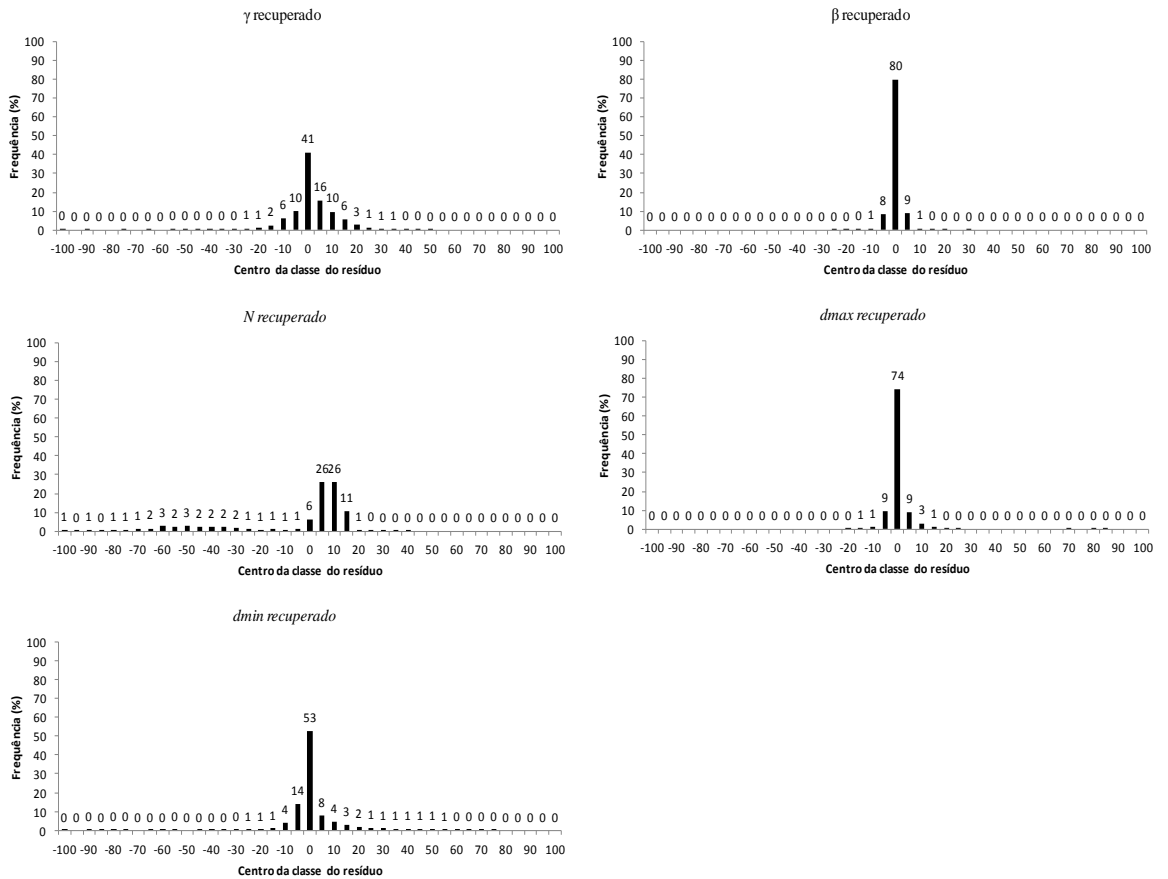 γ recuperado
Frequência (%)
100
90
80
70
60
50
40
30
20
10
0
0 0 0 0 0 0 0 0 0 0 0 0 0 0 0 1 1 2 6 10 41 16 10 6 3 1 1 1 0 0 0 0 0 0 0 0 0 0 0 0 0
-100 -90 -80 -70 -60 -50 -40 -30 -20 -10 0 10 20 30 40 50 60 70 80 90 100
Centro da classe do resíduo
β recuperado
Frequência (%)
100
90
80
70
60
50
40
30
20
10
0
0 0 0 0 0 0 0 0 0 0 0 0 0 0 0 0 0 0 1 8 80 9 1 0 0 0 0 0 0 0 0 0 0 0 0 0 0 0 0 0 0
-100 -90 -80 -70 -60 -50 -40 -30 -20 -10 0 10 20 30 40 50 60 70 80 90 100
Centro da classe do resíduo
N recuperado
Frequência (%)
100
90
80
70
60
50
40
30
20
10
0
1 0 1 0 1 1 1 2 3 2 3 2 2 2 2 1 1 1 1 1 6 26 26 11 1 0 0 0 0 0 0 0 0 0 0 0 0 0 0 0 0
-100 -90 -80 -70 -60 -50 -40 -30 -20 -10 0 10 20 30 40 50 60 70 80 90 100
Centro da classe do resíduo
dmax recuperado
Frequência (%)
100
90
80
70
60
50
40
30
20
10
0
0 0 0 0 0 0 0 0 0 0 0 0 0 0 0 0 0 1 1 9 74 9 3 1 0 0 0 0 0 0 0 0 0 0 0 0 0 0 0 0 0
-100 -90 -80 -70 -60 -50 -40 -30 -20 -10 0 10 20 30 40 50 60 70 80 90 100
Centro da classe do resíduo
dmin recuperado
Frequência (%)
100
90
80
70
60
50
40
30
20
10
0
0 0 0 0 0 0 0 0 0 0 0 0 0 0 0 1 1 1 4 14 53 8 4 3 2 1 1 1 1 1 1 1 0 0 0 0 0 0 0 0 0
-100 -90 -80 -70 -60 -50 -40 -30 -20 -10 0 10 20 30 40 50 60 70 80 90 100
Centro da classe do resíduo